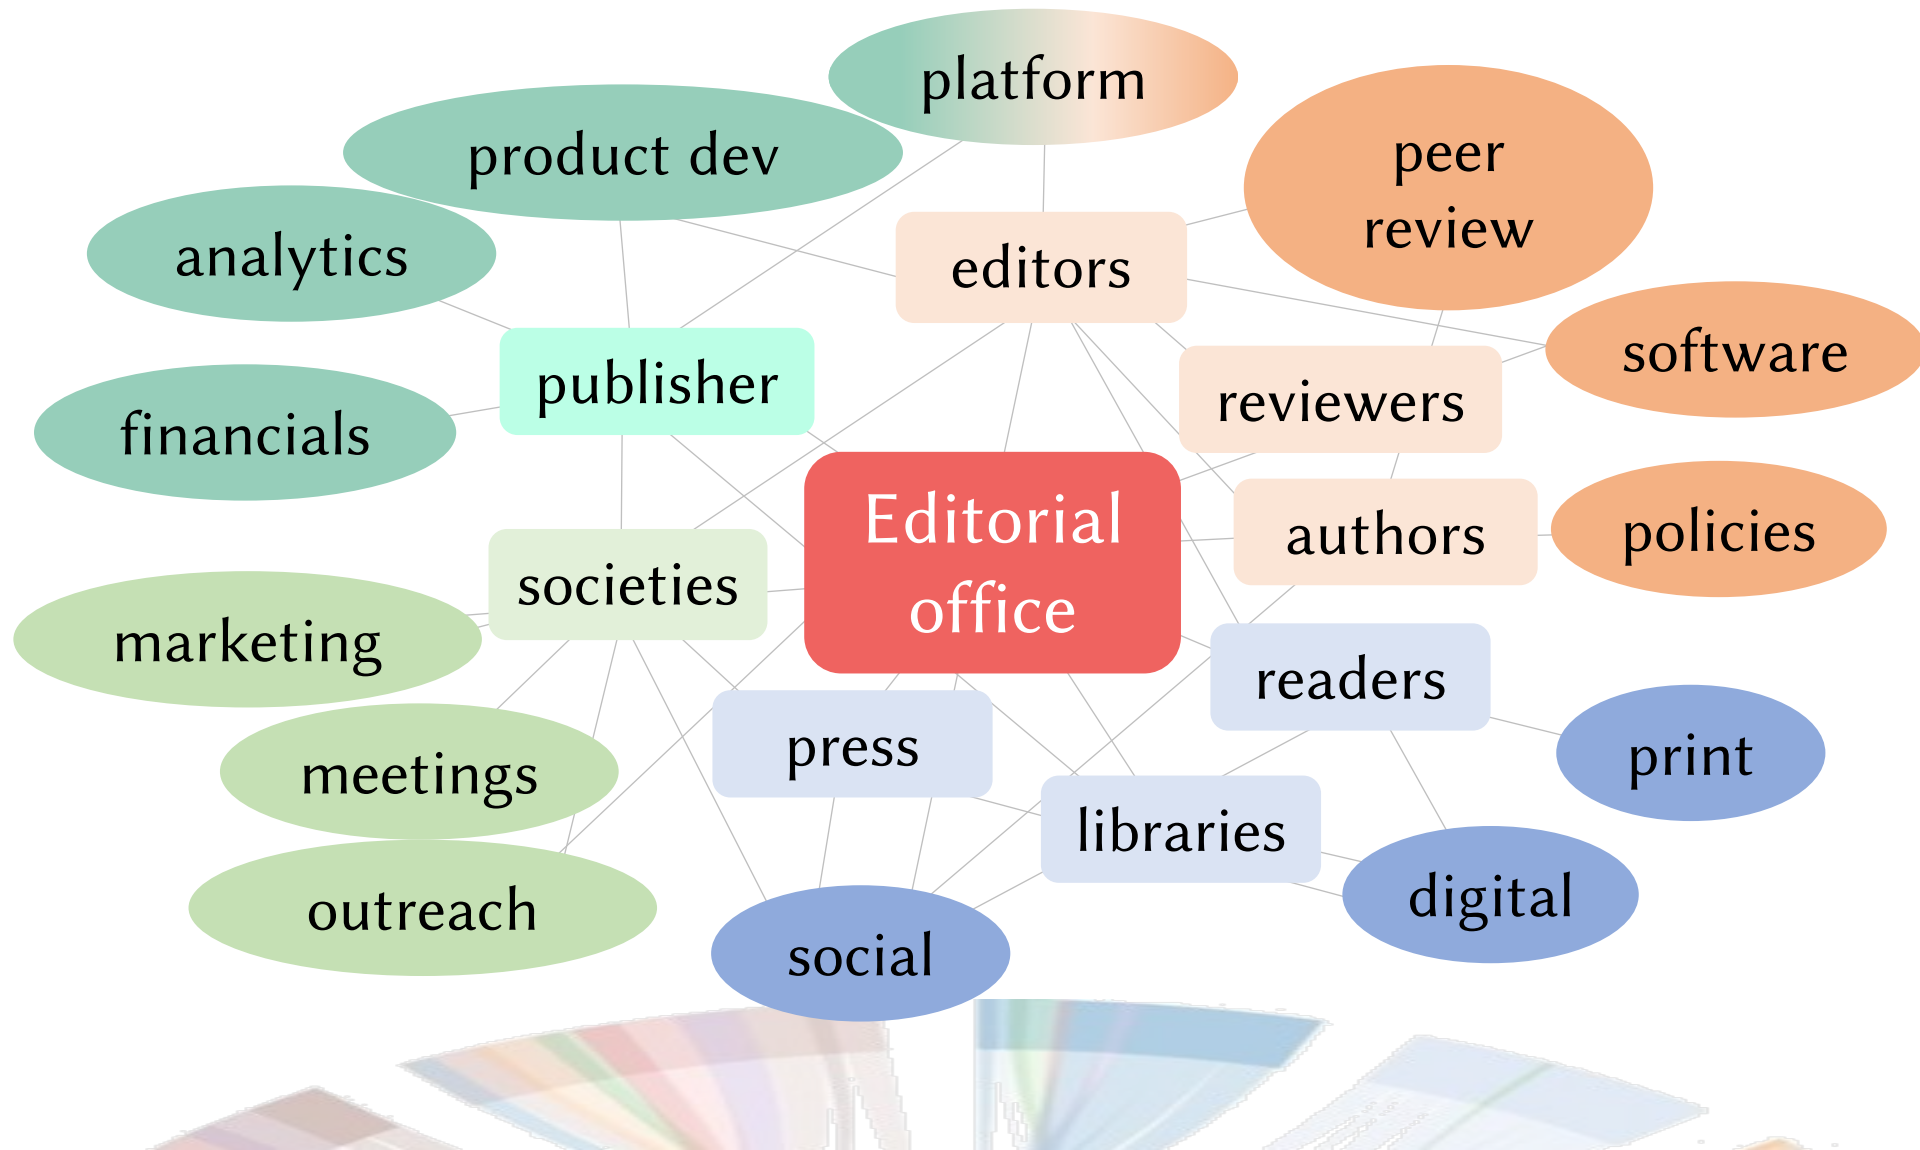 platform
product dev
peer
review
analytics
editors
software
publisher
reviewers
financials
Editorial
office
authors
policies
societies
marketing
readers
press
print
meetings
libraries
digital
outreach
social